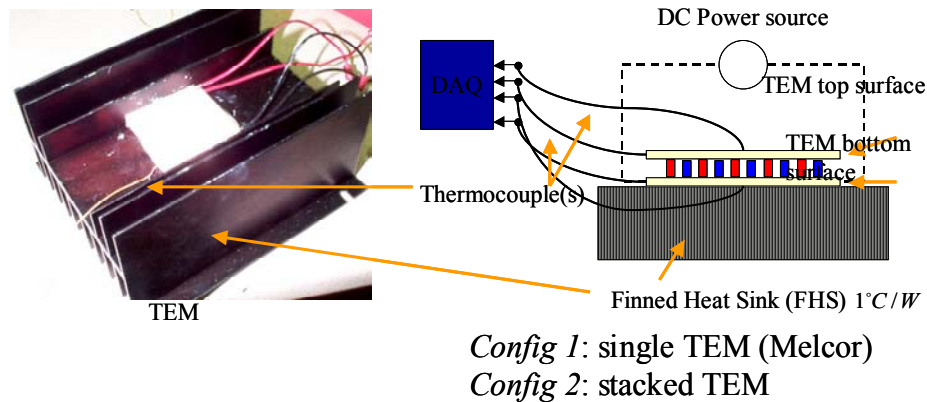 DC Power source
DAQ
TEM top surface
TEM bottom
surface
Thermocouple(s)
TEM
Finned Heat Sink (FHS) 1°C/W
Config 1: single TEM (Melcor)
Config 2: stacked TEM